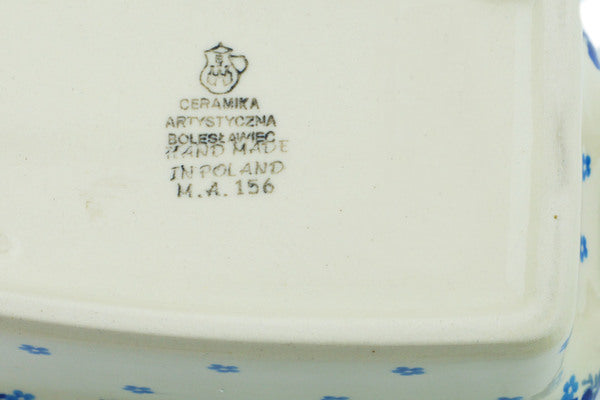 CERAMIKA
ARTYSTYCZNA
BOLESŁAWIEC
HAND MADE
IN POLAND
M.A. 156